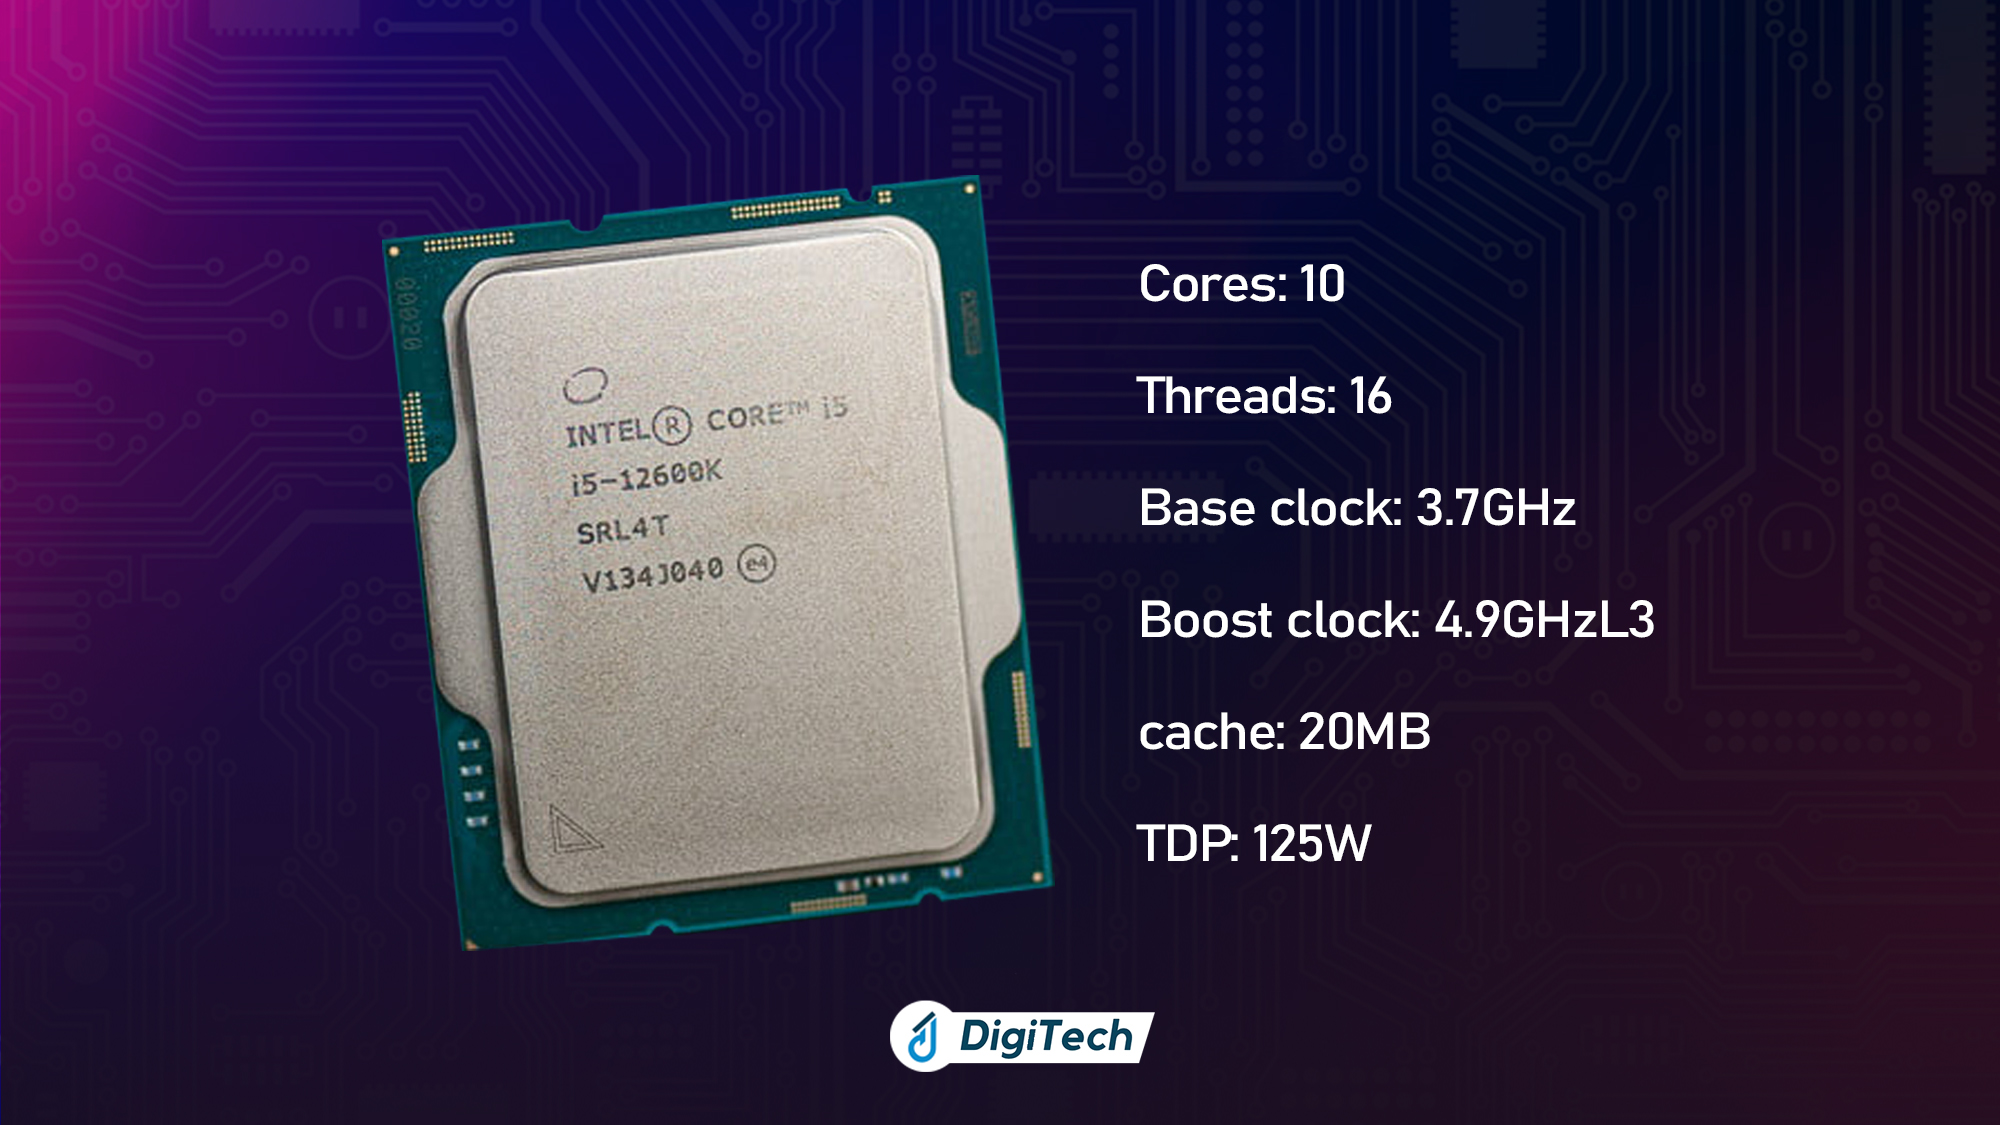 00020
INTEL® CORE™ i5
i5-12600K
SRL4T
V134J040 e4
Cores: 10
Threads: 16
Base clock: 3.7GHz
Boost clock: 4.9GHzL3
cache: 20MB
TDP: 125W
DigiTech